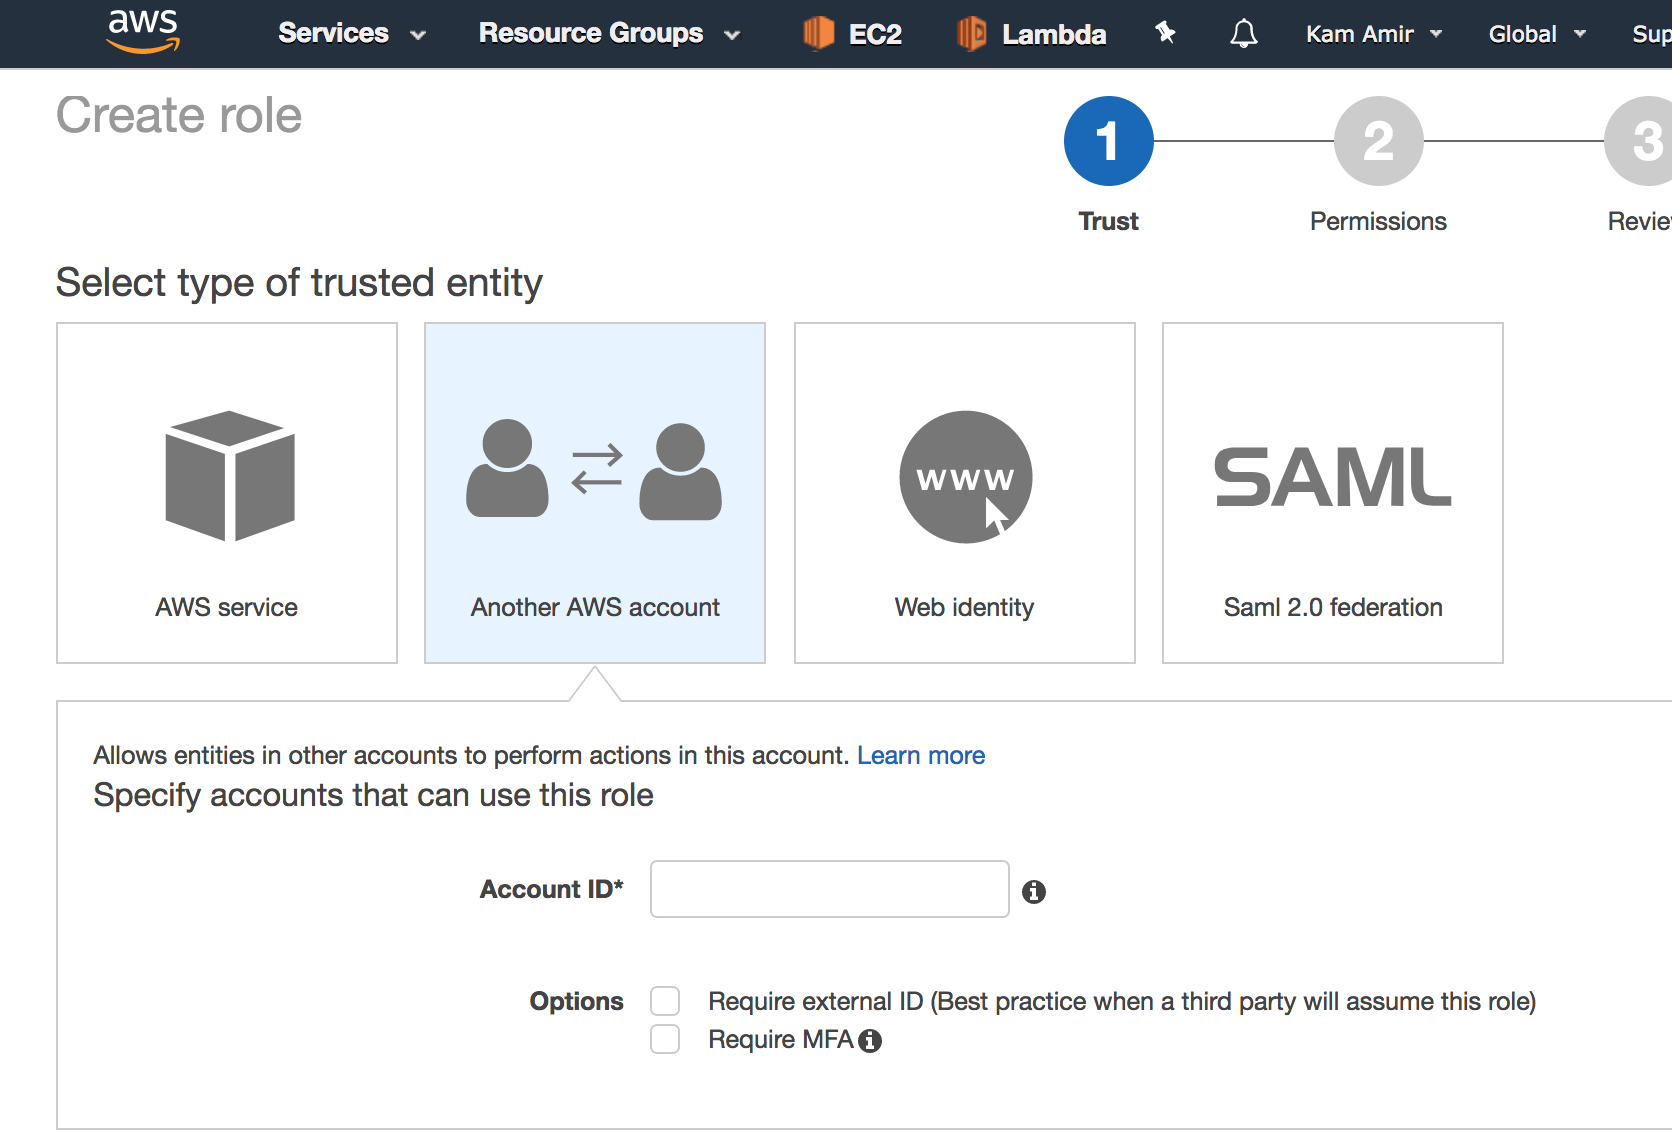 aws Services Resource Groups EC2 Lambda Kam Amir Global Sup
Create role
1 2 3
Trust Permissions Revie
Select type of trusted entity
www SAML
AWS service Another AWS account Web identity Saml 2.0 federation
Allows entities in other accounts to perform actions in this account. Learn more
Specify accounts that can use this role
Account ID*
Options Require external ID (Best practice when a third party will assume this role)
Require MFA